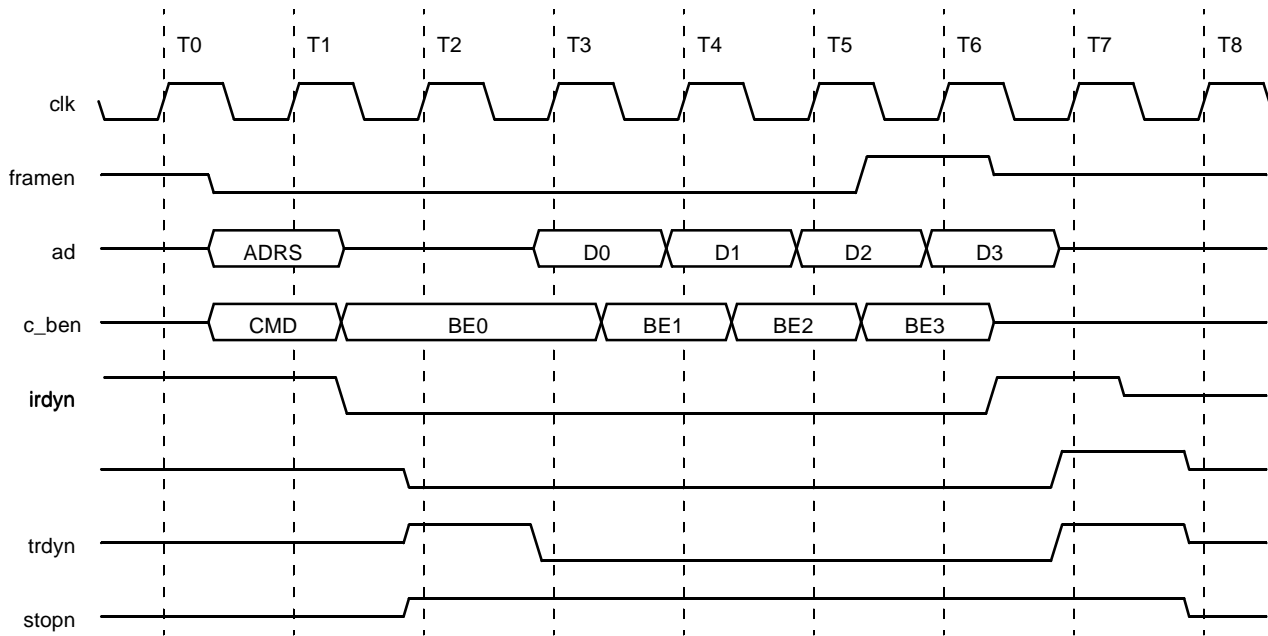 T0 T1 T2 T3 T4 T5 T6 T7 T8
clk
framen
ad ADRS D0 D1 D2 D3
c_ben CMD BE0 BE1 BE2 BE3
irdyn
trdyn
stopn